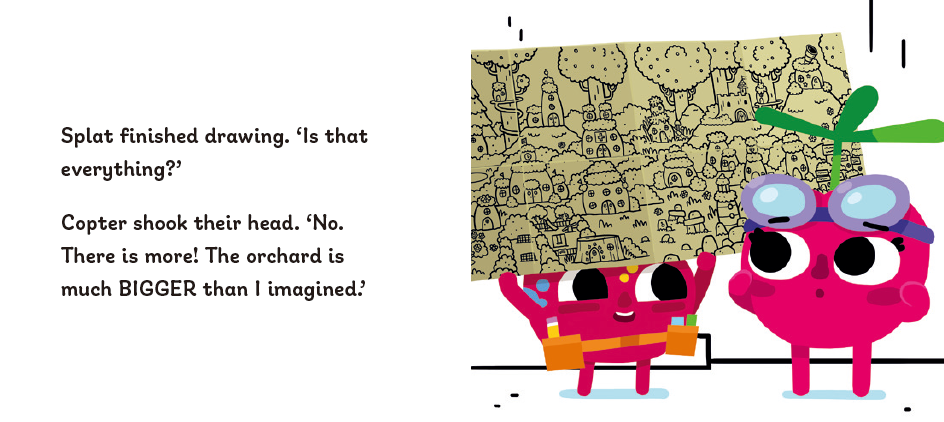 Splat finished drawing. ‘Is that
everything?’
Copter shook their head. ‘No.
There is more! The orchard is
much BIGGER than I imagined.’